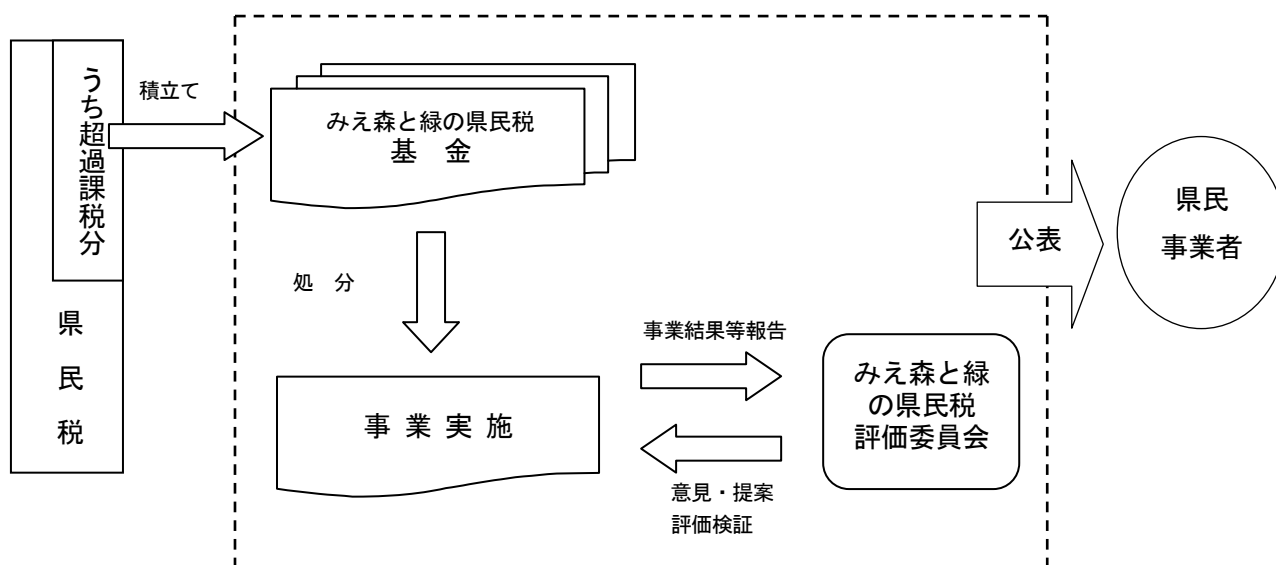 うち超過課税分
県民税
積立て
みえ森と緑の県民税
基　金
処　分
事 業 実 施
事業結果等報告
意見・提案
評価検証
みえ森と緑
の県民税
評価委員会
公表
県民
事業者